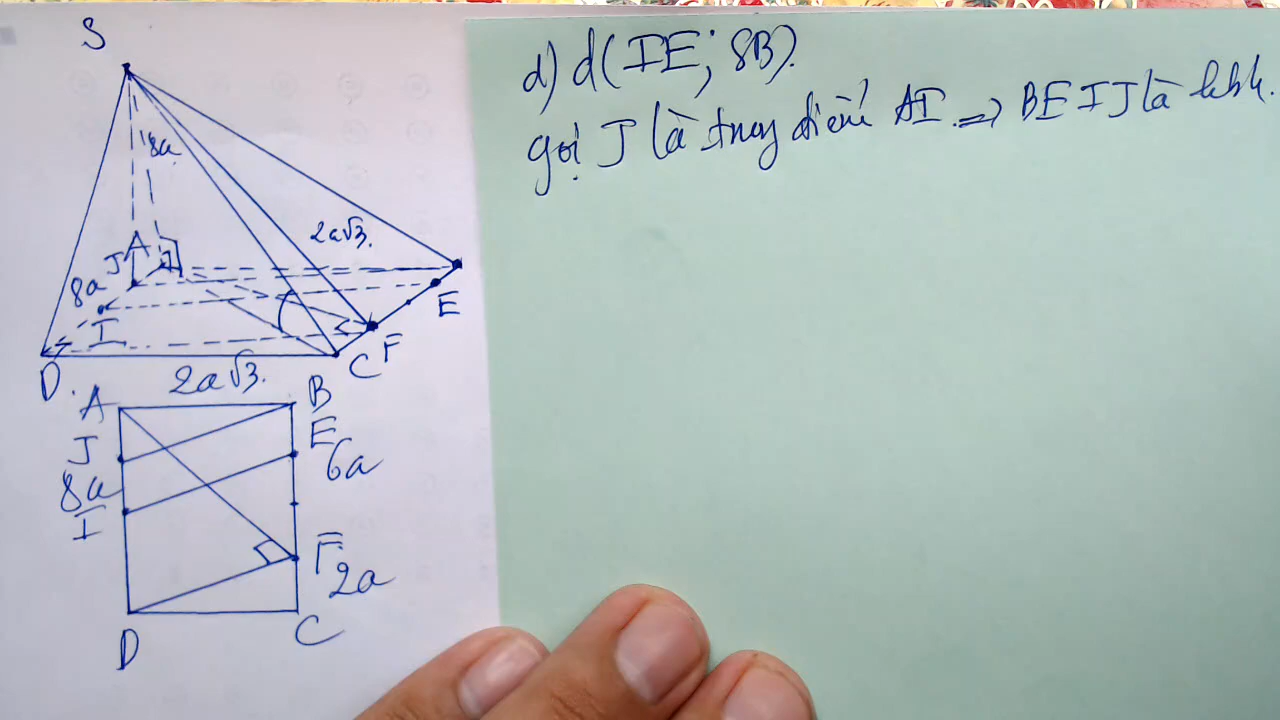 S
8a
2a√3.
A
J
8a
I
E
F
D.
C
2a√3.
A
B
J
E
6a
8a
I
F
2a
D
C
d) d(IE; SB).
gọi J là trung điểm AI => BEIJ là hbh.